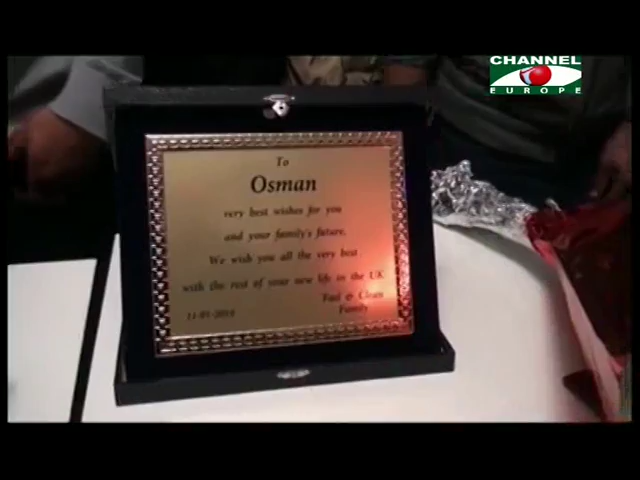 CHANNEL
EUROPE
To
Osman
very best wishes for you
and your family's future,
We wish you all the very best
with the rest of your new life in the UK
Fast & Clean
Family